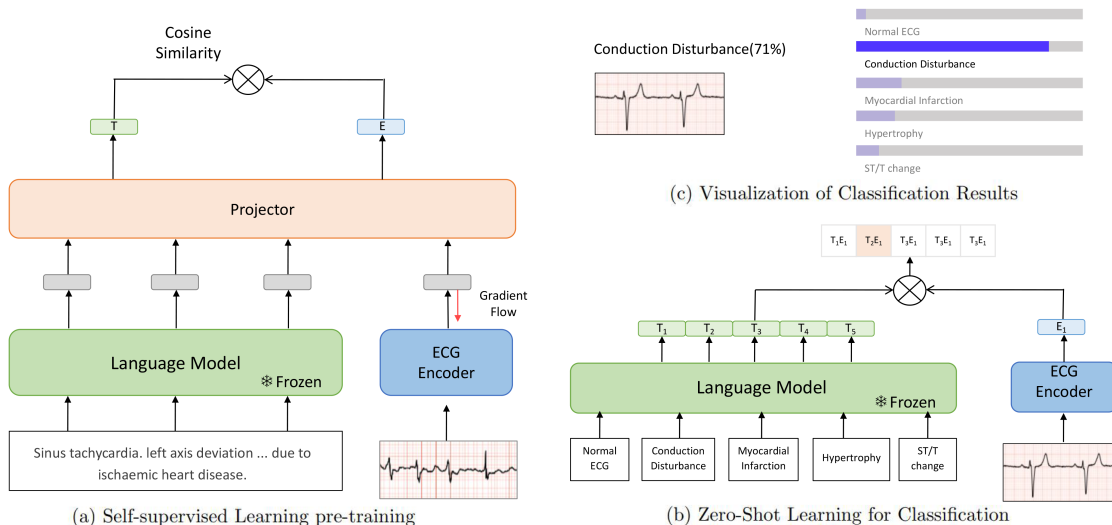 Cosine
Similarity
T
E
Projector
Gradient
Flow
Language Model
❄ Frozen
ECG
Encoder
Sinus tachycardia. left axis deviation ... due to
ischaemic heart disease.
(a) Self-supervised Learning pre-training
Conduction Disturbance(71%)
Normal ECG
Conduction Disturbance
Myocardial Infarction
Hypertrophy
ST/T change
(c) Visualization of Classification Results
T₁E₁ T₂E₁ T₃E₁ T₃E₁ T₃E₁
T₁ T₂ T₃ T₄ T₅
E₁
Language Model
❄ Frozen
ECG
Encoder
Normal
ECG
Conduction
Disturbance
Myocardial
Infarction
Hypertrophy
ST/T
change
(b) Zero-Shot Learning for Classification